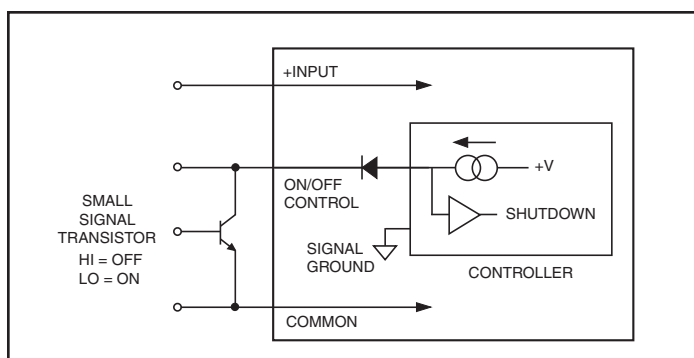 +INPUT
+V
ON/OFF
CONTROL
SMALL
SIGNAL
TRANSISTOR
HI = OFF
LO = ON
SHUTDOWN
SIGNAL
GROUND
CONTROLLER
COMMON